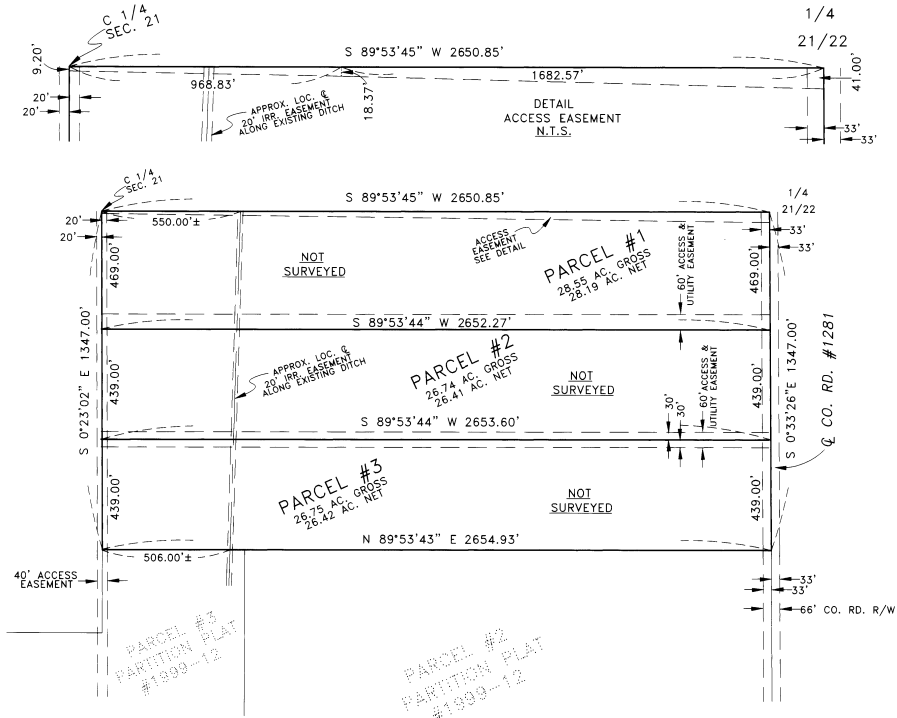 C 1/4
SEC. 21
1/4
21/22
S 89°53'45" W 2650.85'
9.20'
41.00'
968.83'
1682.57'
18.37'
20'
20'
APPROX. LOC. ℄
20' IRR. EASEMENT
ALONG EXISTING DITCH
DETAIL
ACCESS EASEMENT
N.T.S.
33'
C 1/4
SEC. 21
S 89°53'45" W 2650.85'
1/4
21/22
20'
20'
550.00'±
33'
33'
ACCESS
EASEMENT
SEE DETAIL
NOT
SURVEYED
PARCEL #1
28.55 AC. GROSS
28.19 AC. NET
60' ACCESS &
UTILITY EASEMENT
469.00'
469.00'
S 89°53'44" W 2652.27'
S 0°23'02" E 1347.00'
S 0°33'26"E 1347.00'
℄ CO. RD. #1281
APPROX. LOC. ℄
20' IRR. EASEMENT
ALONG EXISTING DITCH
PARCEL #2
26.74 AC. GROSS
26.41 AC. NET
NOT
SURVEYED
60'ACCESS &
UTILITY EASEMENT
439.00'
439.00'
30'
30'
S 89°53'44" W 2653.60'
PARCEL #3
26.75 AC. GROSS
26.42 AC. NET
NOT
SURVEYED
439.00'
439.00'
N 89°53'43" E 2654.93'
506.00'±
40' ACCESS
EASEMENT
33'
33'
66' CO. RD. R/W
PARCEL #3
PARTITION PLAT
#1999-12
PARCEL #2
PARTITION PLAT
#1999-12